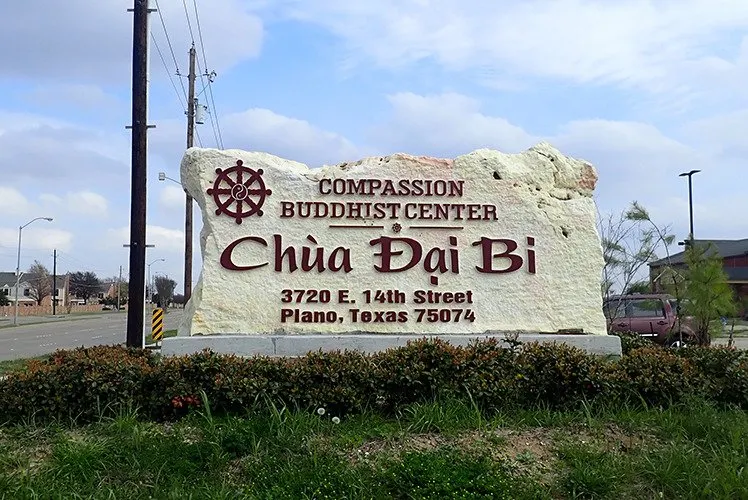 COMPASSION
BUDDHIST CENTER
Chùa Đại Bi
3720 E. 14th Street
Plano, Texas 75074